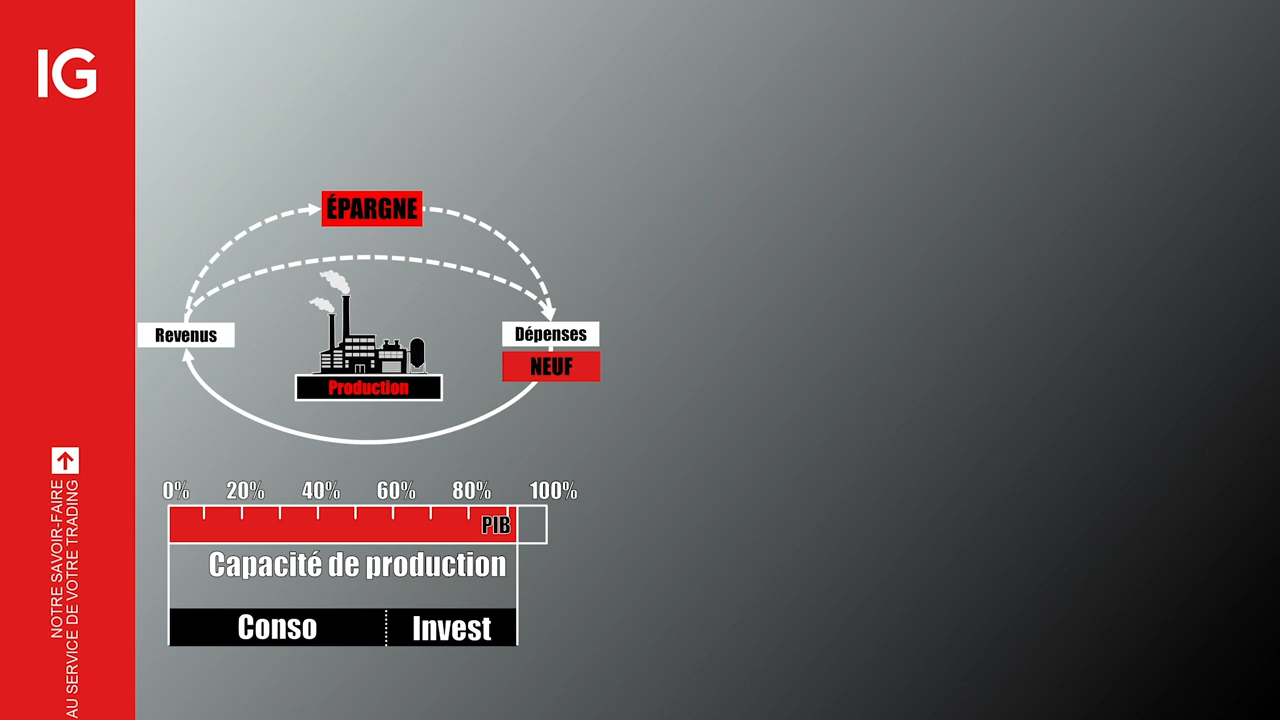 IG
NOTRE SAVOIR-FAIRE
AU SERVICE DE VOTRE TRADING
ÉPARGNE
Revenus
Dépenses
NEUF
Production
0% 20% 40% 60% 80% 100%
PIB
Capacité de production
Conso Invest